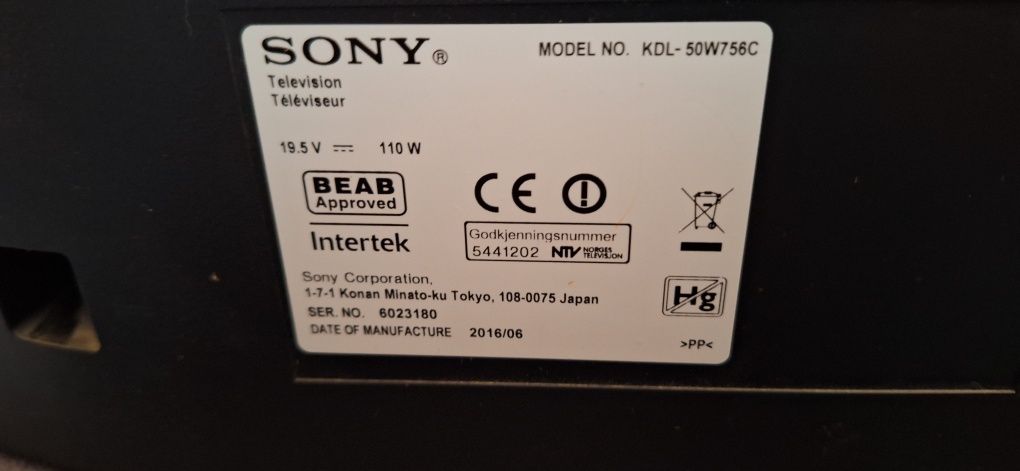 SONY®
MODEL NO. KDL-50W756C
Television
Téléviseur
19.5 V ⎓ 110 W
BEAB
Approved
Intertek
CE
Godkjenningsnummer
5441202 NTV NORGES TELEVISJON
Hg
Sony Corporation,
1-7-1 Konan Minato-ku Tokyo, 108-0075 Japan
SER. NO. 6023180
DATE OF MANUFACTURE 2016/06
>PP<